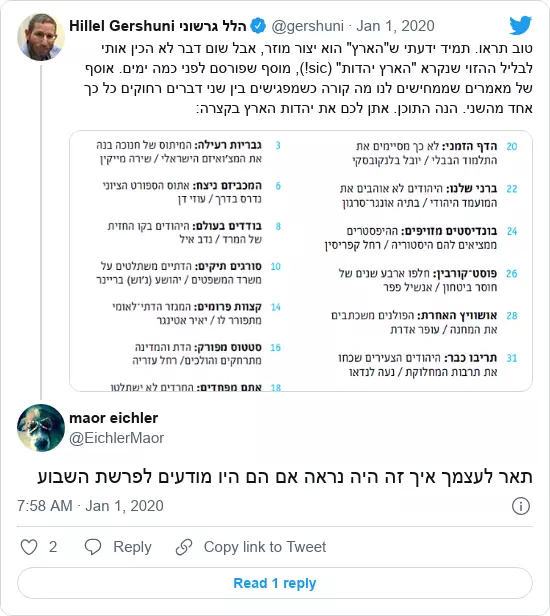 Hillel Gershuni הלל גרשוני @gershuni · Jan 1, 2020
טוב תראו. תמיד ידעתי ש"הארץ" הוא יצור מוזר, אבל שום דבר לא הכין אותי
לבליל ההזוי שנקרא "הארץ יהדות" (sic!), מוסף שפורסם לפני כמה ימים. אוסף
של מאמרים שממחישים לנו מה קורה כשמפגישים בין שני דברים רחוקים כל כך
אחד מהשני. הנה התוכן. אתן לכם את יהדות הארץ בקצרה:
3 גבריות רעילה: המיתוס של חנוכה בנה
את המצ'ואיזם הישראלי / שירה מייקין
6 המכביזם ניצח: אתוס הספורט הציוני
נדרס בדרך / עוזי דן
8 בודדים בעולם: היהודים בקו החזית
של המרד / נדב איל
10 סורגים תיקים: הדתיים משתלטים על
משרד המשפטים / יהושע (ג'וש) בריינר
14 קצוות פרומים: המגזר הדתי־לאומי
מתפורר לו / יאיר אטינגר
16 סטטוס מפורק: הדת והמדינה
מתרחקים והולכים/ רחל עזריה
18 אתם מפחדים: החרדים לא ישתלטו
20 הדף הזמני: לא כך מסיימים את
התלמוד הבבלי / יובל בלנקובסקי
22 ברני שלנו: היהודים לא אוהבים את
המועמד היהודי / בתיה אונגר־סרגון
24 בונדיסטים מזויפים: ההיפסטרים
ממציאים להם היסטוריה / רחל קפריסין
26 פוסט־קורבין: חלפו ארבע שנים של
חוסר ביטחון / אנשיל פפר
28 אושוויץ האחרת: הפולנים משכתבים
את המחנה / עופר אדרת
31 תריבו כבר: היהודים הצעירים שכחו
את תרבות המחלוקת / נעה לנדאו
maor eichler
@EichlerMaor
תאר לעצמך איך זה היה נראה אם הם היו מודעים לפרשת השבוע
7:58 AM · Jan 1, 2020
2 Reply Copy link to Tweet
Read 1 reply